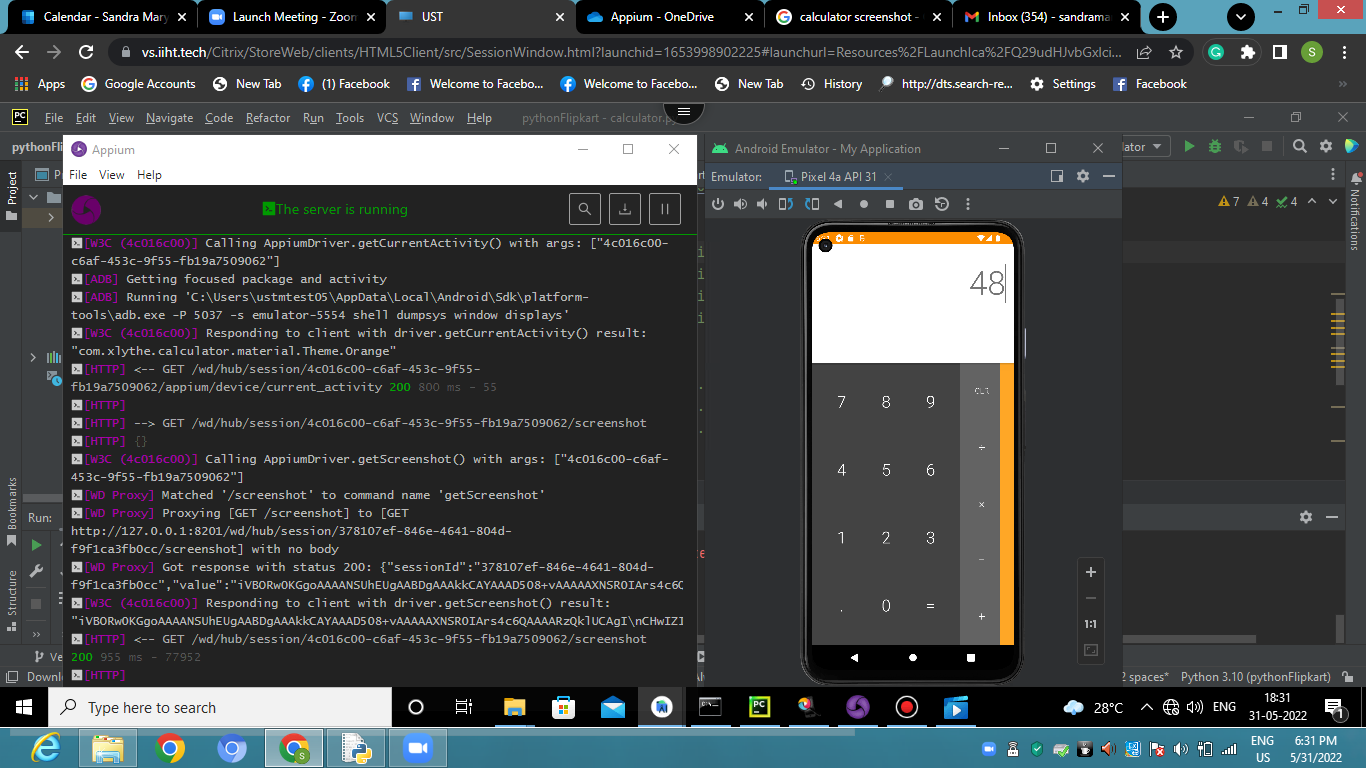 Calendar - Sandra Mary
Launch Meeting - Zoom
UST
Appium - OneDrive
calculator screenshot -
Inbox (354) - sandrama
vs.iiht.tech/Citrix/StoreWeb/clients/HTML5Client/src/SessionWindow.html?launchid=1653998902225#launchurl=Resources%2FLaunchIca%2FQ29udHJvbGxlci...
S
Apps
Google Accounts
New Tab
(1) Facebook
Welcome to Facebo...
Welcome to Facebo...
New Tab
History
http://dts.search-re...
Settings
Facebook
»
PC
File Edit View Navigate Code Refactor Run Tools VCS Window Help
pythonFlipkart - calculator.p
pythonFl
lator
Project
Notifications
7 4 4
Appium
File View Help
The server is running
[W3C (4c016c00)] Calling AppiumDriver.getCurrentActivity() with args: ["4c016c00-
c6af-453c-9f55-fb19a7509062"]
[ADB] Getting focused package and activity
[ADB] Running 'C:\Users\ustmtest05\AppData\Local\Android\Sdk\platform-
tools\adb.exe -P 5037 -s emulator-5554 shell dumpsys window displays'
[W3C (4c016c00)] Responding to client with driver.getCurrentActivity() result:
"com.xlythe.calculator.material.Theme.Orange"
[HTTP] <-- GET /wd/hub/session/4c016c00-c6af-453c-9f55-
fb19a7509062/appium/device/current_activity 200 800 ms - 55
[HTTP]
[HTTP] --> GET /wd/hub/session/4c016c00-c6af-453c-9f55-fb19a7509062/screenshot
[HTTP] {}
[W3C (4c016c00)] Calling AppiumDriver.getScreenshot() with args: ["4c016c00-c6af-
453c-9f55-fb19a7509062"]
[WD Proxy] Matched '/screenshot' to command name 'getScreenshot'
[WD Proxy] Proxying [GET /screenshot] to [GET
http://127.0.0.1:8201/wd/hub/session/378107ef-846e-4641-804d-
f9f1ca3fb0cc/screenshot] with no body
[WD Proxy] Got response with status 200: {"sessionId":"378107ef-846e-4641-804d-
f9f1ca3fb0cc","value":"iVBORw0KGgoAAAANSUhEUgAABDgAAAkkCAYAAAD508+vAAAAAXNSR0IArs4c6Q
[W3C (4c016c00)] Responding to client with driver.getScreenshot() result:
"iVBORw0KGgoAAAANSUhEUgAABDgAAAkkCAYAAAD508+vAAAAAXNSR0IArs4c6QAAAARzQklUCAgI\nCHwIZI
[HTTP] <-- GET /wd/hub/session/4c016c00-c6af-453c-9f55-fb19a7509062/screenshot
200 955 ms - 77952
[HTTP]
Android Emulator - My Application
Emulator:
Pixel 4a API 31
48
7 8 9 CLR
÷
4 5 6
×
1 2 3
−
. 0 = +
1:1
Bookmarks
Structure
Run:
Ve
Downl
2 spaces* Python 3.10 (pythonFlipkart)
Type here to search
28°C
ENG
18:31
31-05-2022
1
ENG
US
6:31 PM
5/31/2022